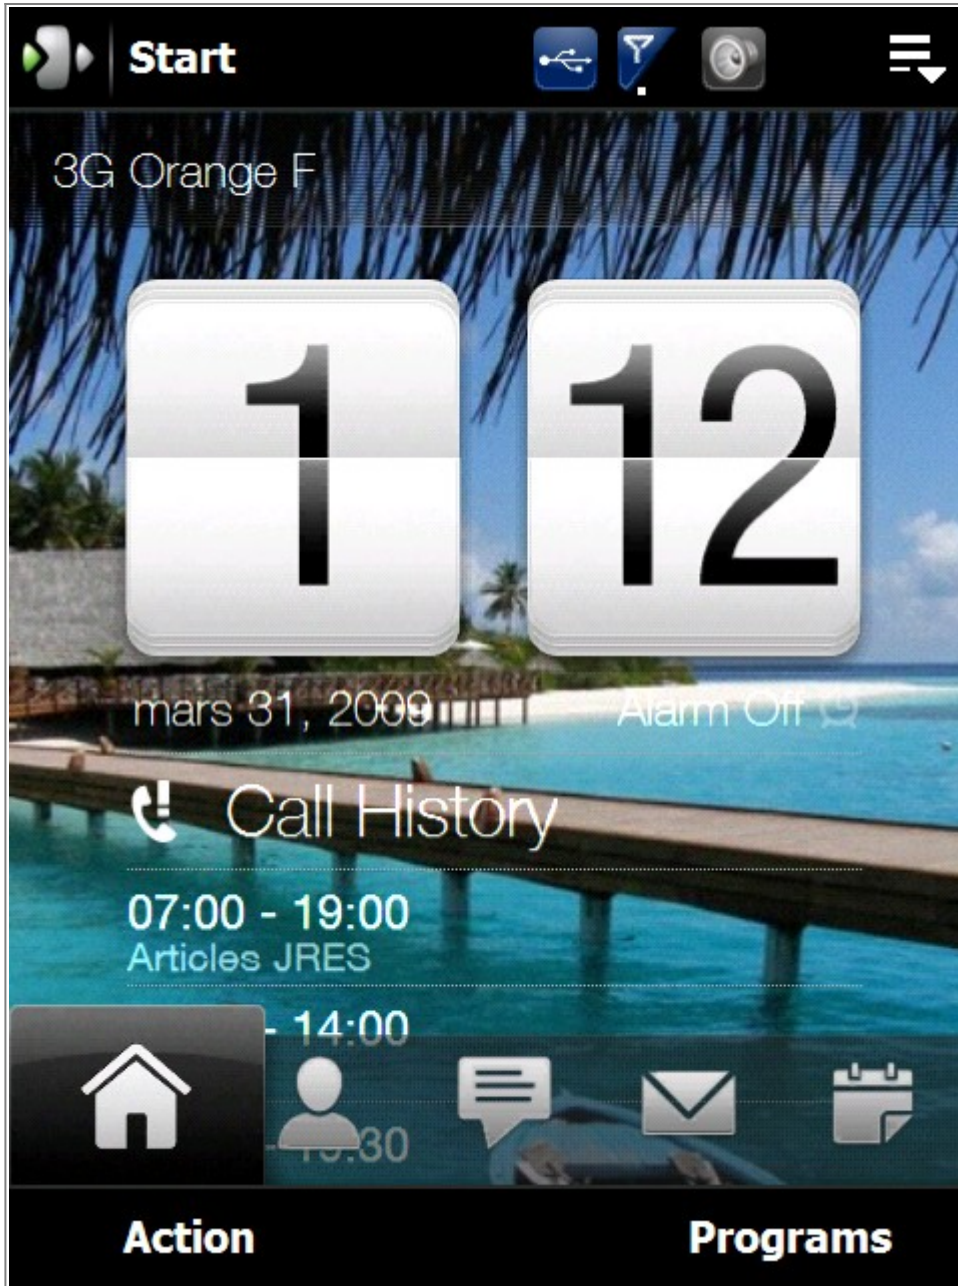 Start
3G Orange F
1 12
mars 31, 2009
Alarm Off
Call History
07:00 - 19:00
Articles JRES
- 14:00
:30
Action
Programs